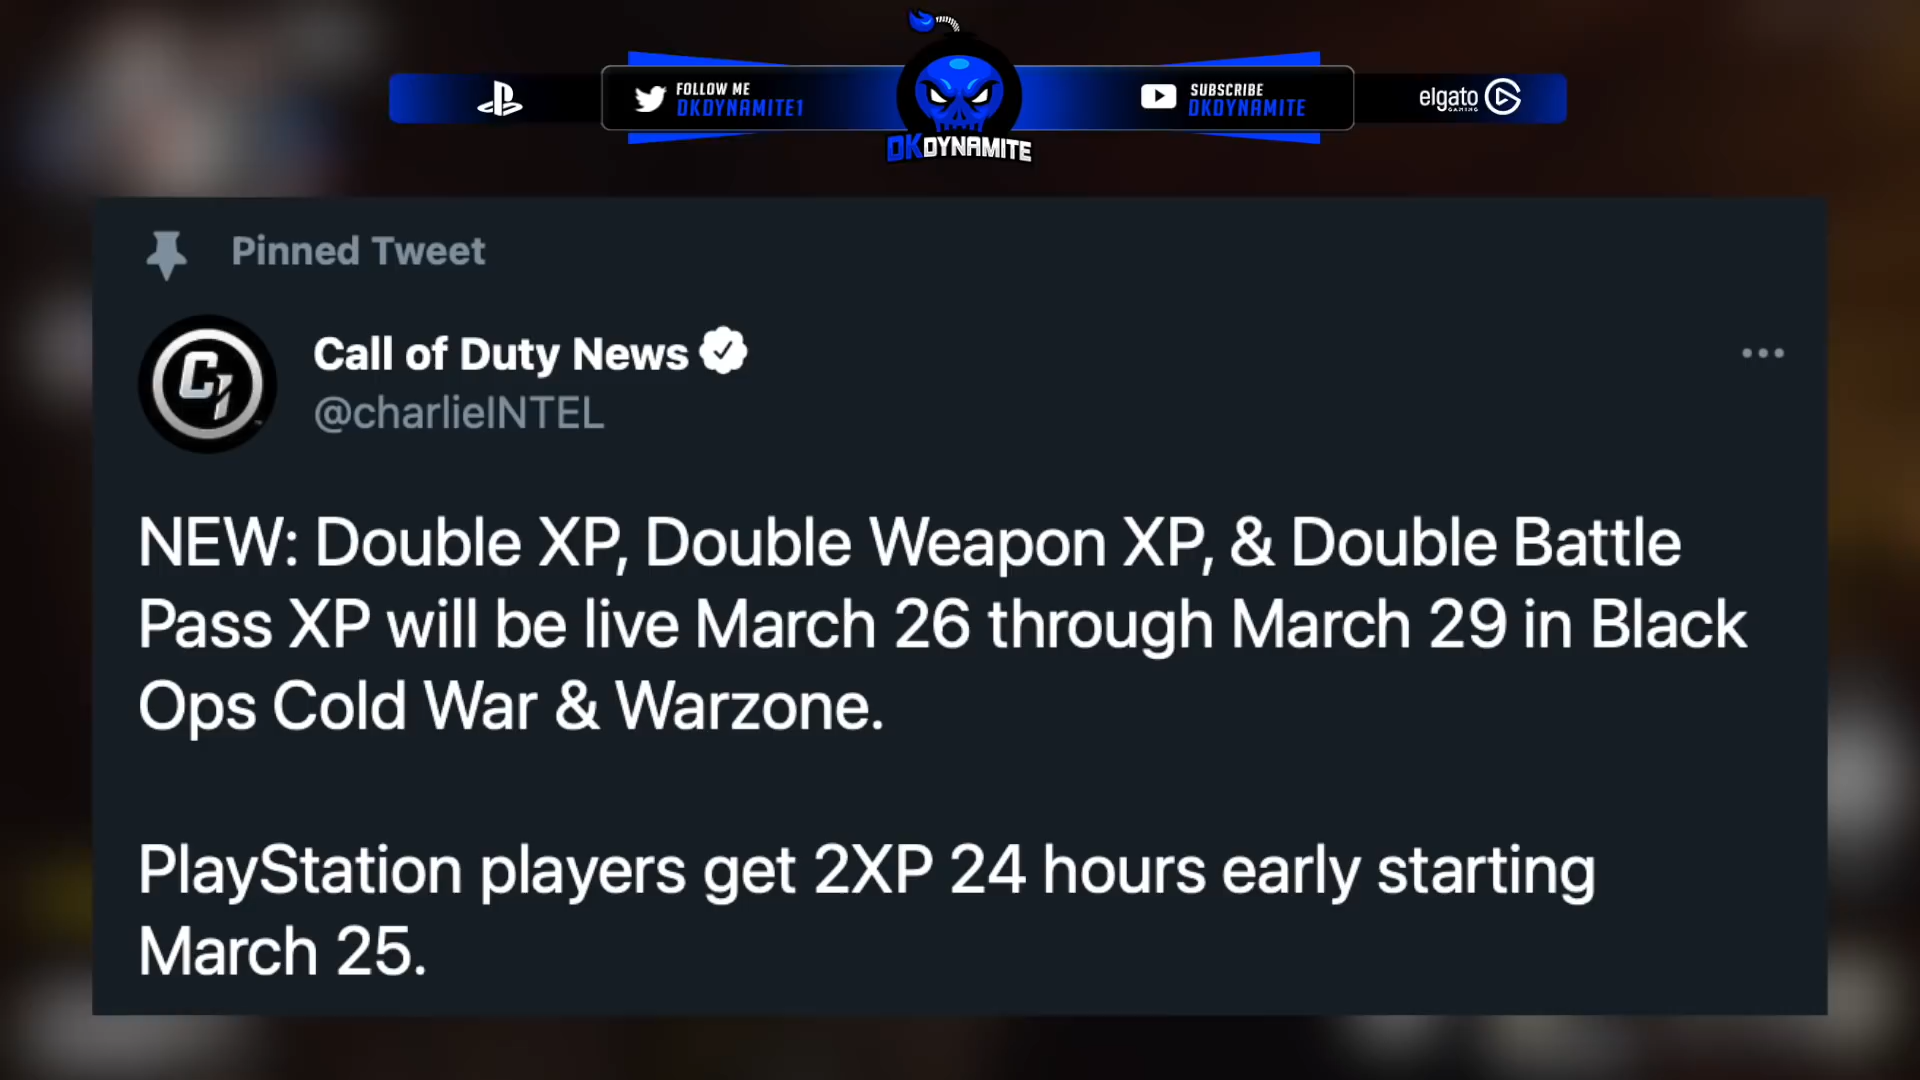 FOLLOW ME
DKDYNAMITE1
SUBSCRIBE
DKDYNAMITE
elgato
GAMING
DKDYNAMITE
Pinned Tweet
Call of Duty News
@charlieINTEL
NEW: Double XP, Double Weapon XP, & Double Battle
Pass XP will be live March 26 through March 29 in Black
Ops Cold War & Warzone.
PlayStation players get 2XP 24 hours early starting
March 25.